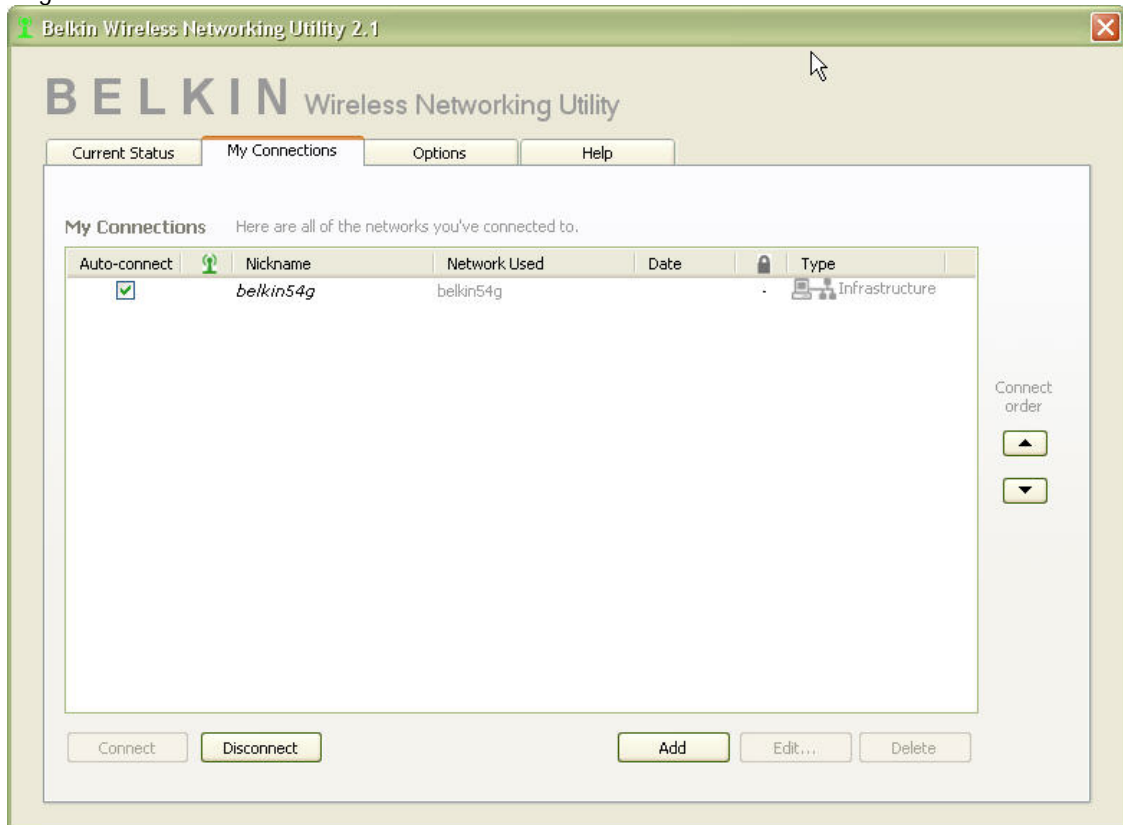 Belkin Wireless Networking Utility 2.1
BELKIN Wireless Networking Utility
Current Status My Connections Options Help
My Connections Here are all of the networks you've connected to.
Auto-connect Nickname Network Used Date Type
belkin54g belkin54g - Infrastructure
Connect
order
Connect Disconnect Add Edit... Delete